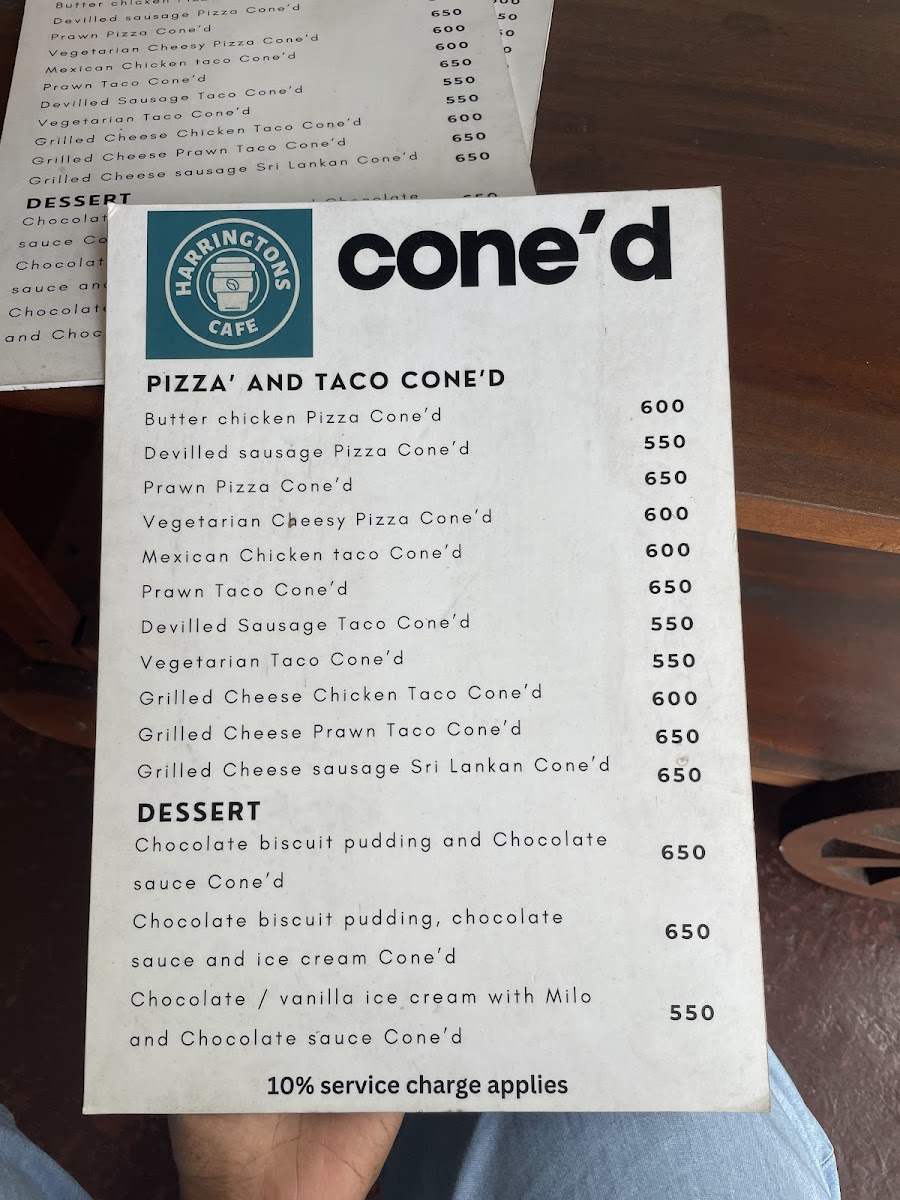 Butter chicken
Devilled sausage Pizza Cone'd
Prawn Pizza Cone'd 650
Vegetarian Cheesy Pizza Cone'd 600
Mexican Chicken taco Cone'd 600
Prawn Taco Cone'd 650
Devilled Sausage Taco Cone'd 550
Vegetarian Taco Cone'd 550
Grilled Cheese Chicken Taco Cone'd 600
Grilled Cheese Prawn Taco Cone'd 650
Grilled Cheese sausage Sri Lankan Cone'd 650
DESSERT
Chocolate
sauce
HARRINGTONS
CAFE
cone'd
PIZZA' AND TACO CONE'D
Butter chicken Pizza Cone'd 600
Devilled sausage Pizza Cone'd 550
Prawn Pizza Cone'd 650
Vegetarian Cheesy Pizza Cone'd 600
Mexican Chicken taco Cone'd 600
Prawn Taco Cone'd 650
Devilled Sausage Taco Cone'd 550
Vegetarian Taco Cone'd 550
Grilled Cheese Chicken Taco Cone'd 600
Grilled Cheese Prawn Taco Cone'd 650
Grilled Cheese sausage Sri Lankan Cone'd 650
DESSERT
Chocolate biscuit pudding and Chocolate 650
sauce Cone'd
Chocolate biscuit pudding, chocolate 650
sauce and ice cream Cone'd
Chocolate / vanilla ice cream with Milo 550
and Chocolate sauce Cone'd
10% service charge applies